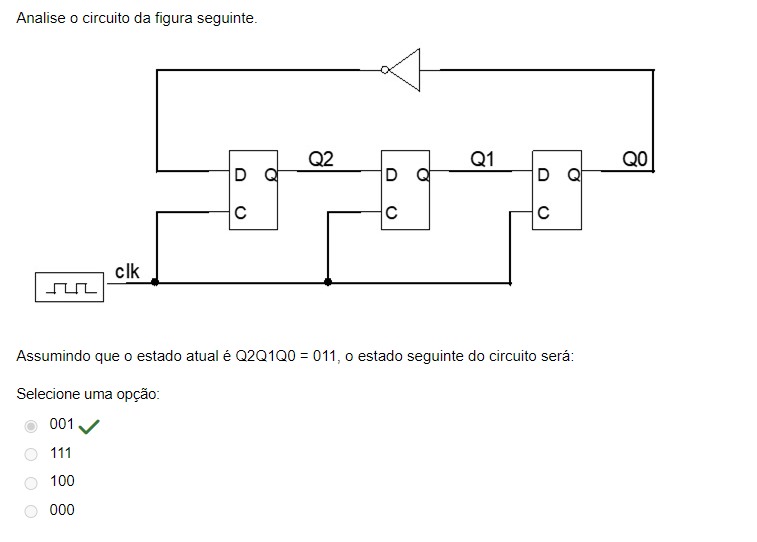 Analise o circuito da figura seguinte.
Q2
Q1
Q0
D Q
D Q
D Q
C
C
C
clk
Assumindo que o estado atual é Q2Q1Q0 = 011, o estado seguinte do circuito será:
Selecione uma opção:
001
111
100
000